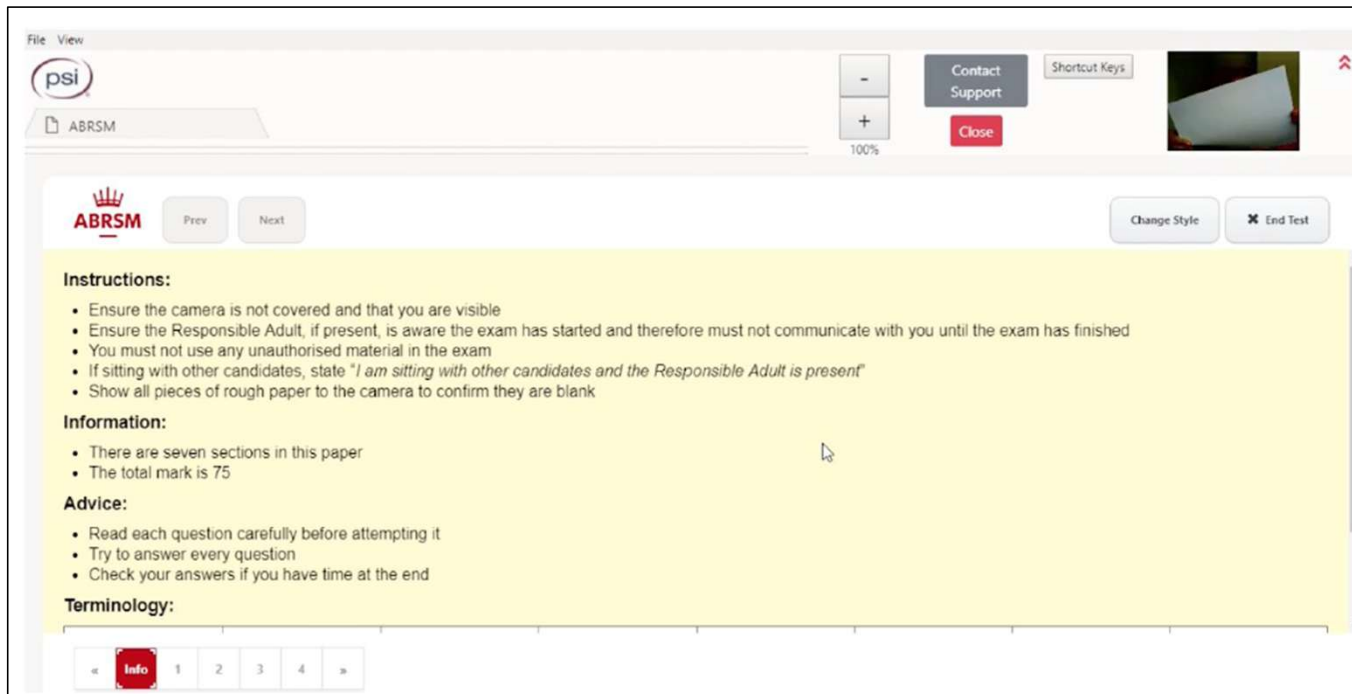 File View
psi
ABRSM
-
+
100%
Contact
Support
Close
Shortcut Keys
ABRSM
Prev
Next
Change Style
✖ End Test
Instructions:
• Ensure the camera is not covered and that you are visible
• Ensure the Responsible Adult, if present, is aware the exam has started and therefore must not communicate with you until the exam has finished
• You must not use any unauthorised material in the exam
• If sitting with other candidates, state "I am sitting with other candidates and the Responsible Adult is present"
• Show all pieces of rough paper to the camera to confirm they are blank
Information:
• There are seven sections in this paper
• The total mark is 75
Advice:
• Read each question carefully before attempting it
• Try to answer every question
• Check your answers if you have time at the end
Terminology:
« Info 1 2 3 4 »